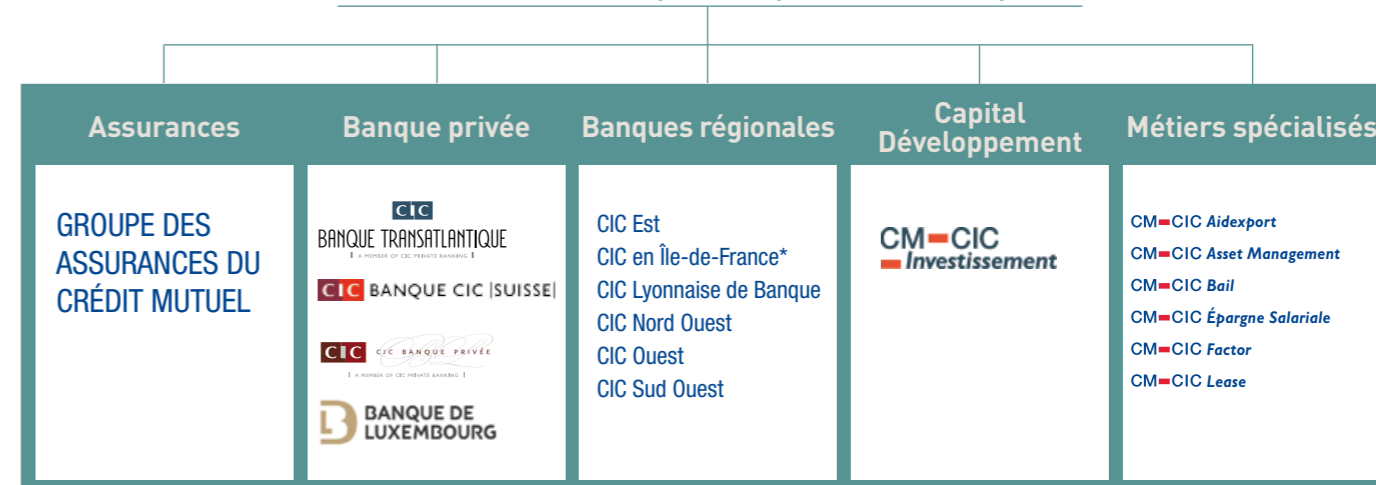 Assurances
GROUPE DES
ASSURANCES DU
CRÉDIT MUTUEL
Banque privée
CIC
BANQUE TRANSATLANTIQUE
A MEMBER OF CIC PRIVATE BANKING
CIC BANQUE CIC |SUISSE|
CIC CIC BANQUE PRIVÉE
A MEMBER OF CIC PRIVATE BANKING
BANQUE DE
LUXEMBOURG
Banques régionales
CIC Est
CIC en Île-de-France*
CIC Lyonnaise de Banque
CIC Nord Ouest
CIC Ouest
CIC Sud Ouest
Capital
Développement
CM-CIC
Investissement
Métiers spécialisés
CM-CIC Aidexport
CM-CIC Asset Management
CM-CIC Bail
CM-CIC Épargne Salariale
CM-CIC Factor
CM-CIC Lease